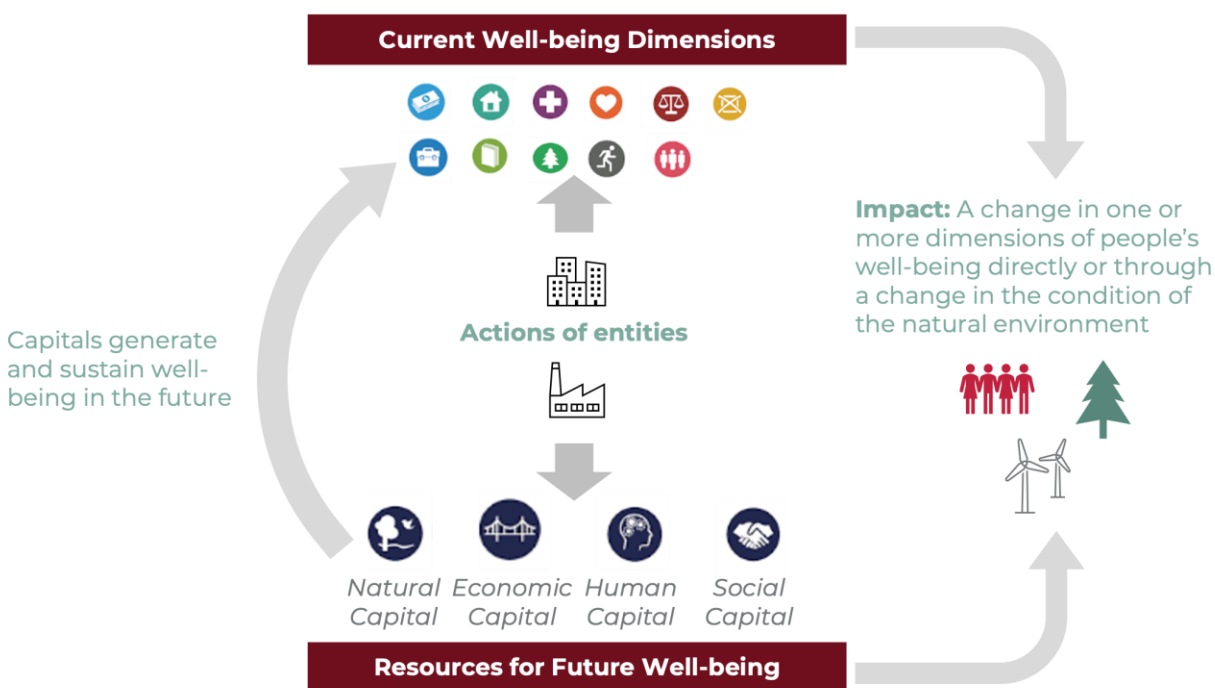 Current Well-being Dimensions
Impact: A change in one or
more dimensions of people's
well-being directly or through
a change in the condition of
the natural environment
Actions of entities
Capitals generate
and sustain well-
being in the future
Natural
Capital
Economic
Capital
Human
Capital
Social
Capital
Resources for Future Well-being